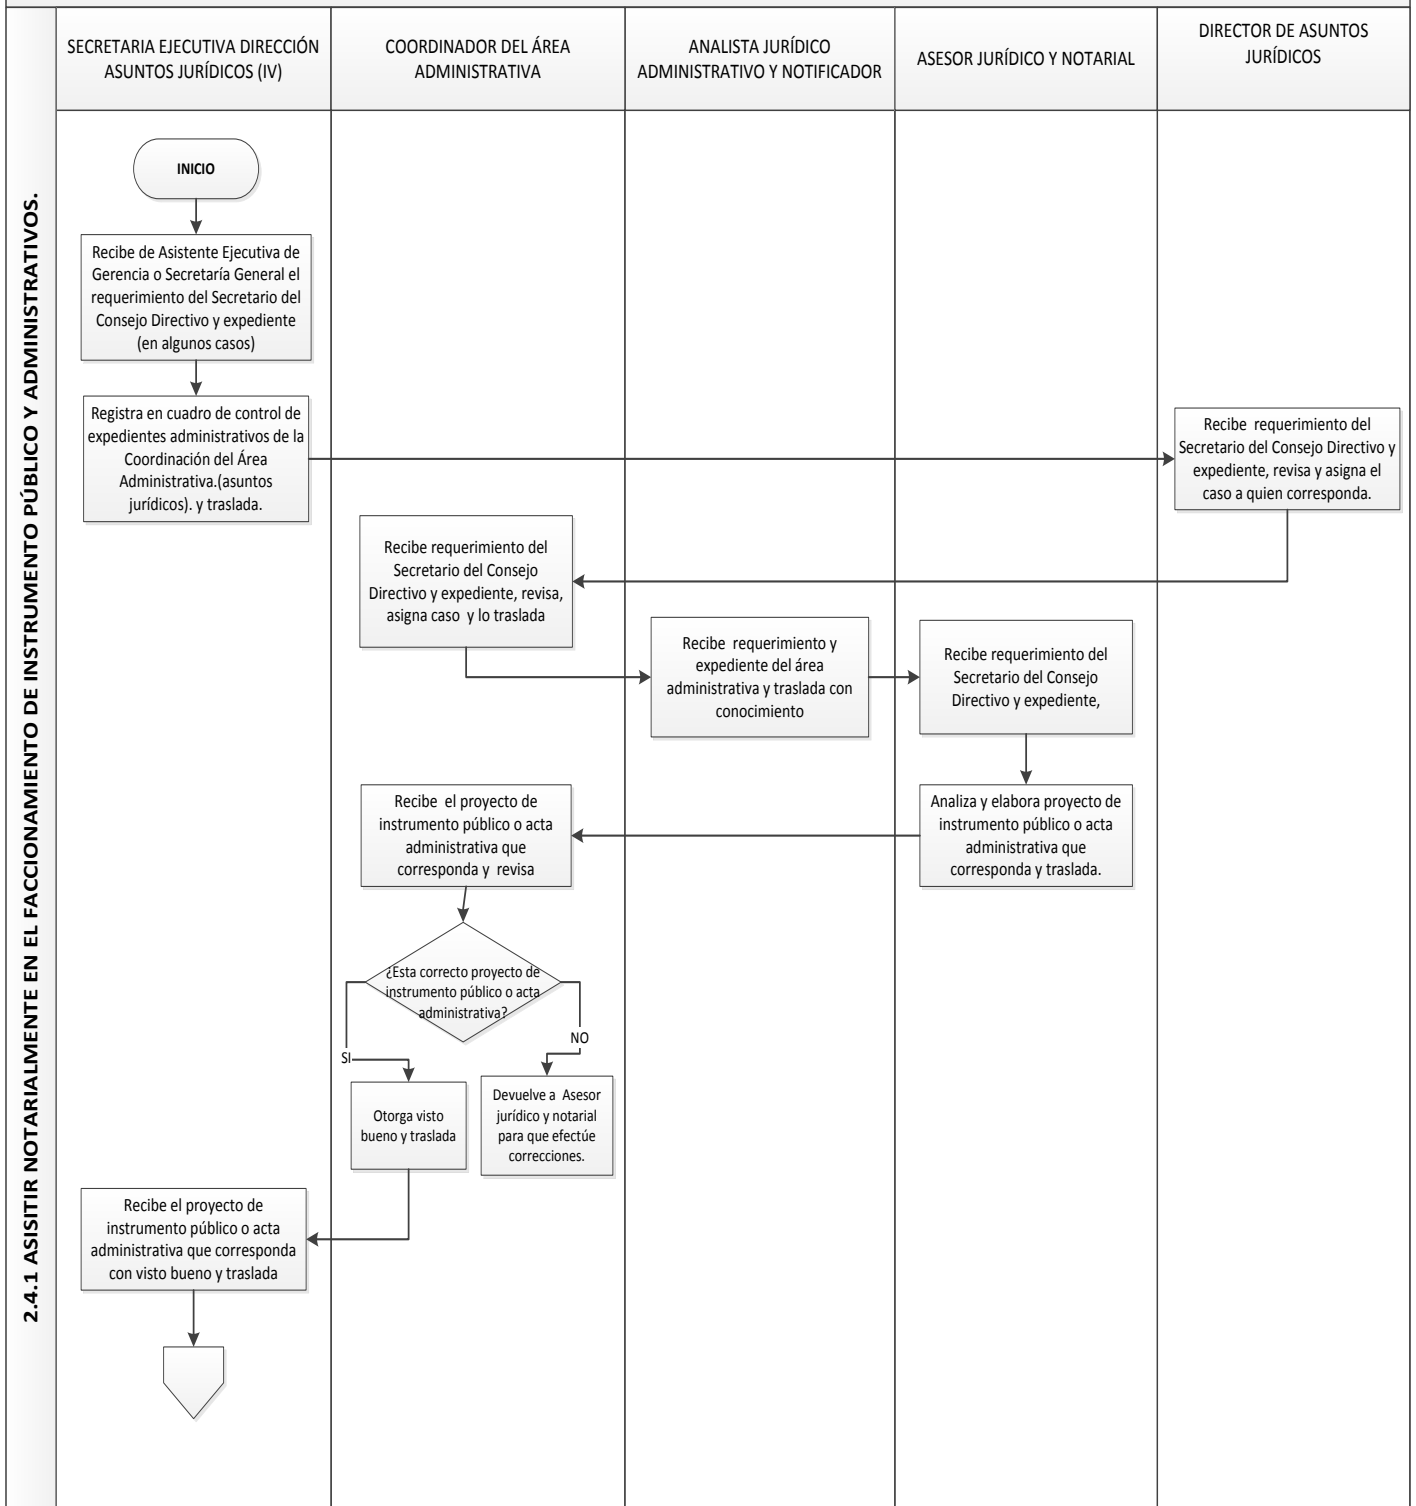 2.4.1 ASISITIR NOTARIALMENTE EN EL FACCIONAMIENTO DE INSTRUMENTO PÚBLICO Y ADMINISTRATIVOS.
SECRETARIA EJECUTIVA DIRECCIÓN
ASUNTOS JURÍDICOS (IV)
COORDINADOR DEL ÁREA
ADMINISTRATIVA
ANALISTA JURÍDICO
ADMINISTRATIVO Y NOTIFICADOR
ASESOR JURÍDICO Y NOTARIAL
DIRECTOR DE ASUNTOS
JURÍDICOS
INICIO
Recibe de Asistente Ejecutiva de
Gerencia o Secretaría General el
requerimiento del Secretario del
Consejo Directivo y expediente
(en algunos casos)
Registra en cuadro de control de
expedientes administrativos de la
Coordinación del Área
Administrativa.(asuntos
jurídicos). y traslada.
Recibe requerimiento del
Secretario del Consejo Directivo y
expediente, revisa y asigna el
caso a quien corresponda.
Recibe requerimiento del
Secretario del Consejo
Directivo y expediente, revisa,
asigna caso y lo traslada
Recibe requerimiento y
expediente del área
administrativa y traslada con
conocimiento
Recibe requerimiento del
Secretario del Consejo
Directivo y expediente,
Analiza y elabora proyecto de
instrumento público o acta
administrativa que
corresponda y traslada.
Recibe el proyecto de
instrumento público o acta
administrativa que
corresponda y revisa
¿Esta correcto proyecto de
instrumento público o acta
administrativa?
SI
NO
Otorga visto
bueno y traslada
Devuelve a Asesor
jurídico y notarial
para que efectúe
correcciones.
Recibe el proyecto de
instrumento público o acta
administrativa que corresponda
con visto bueno y traslada